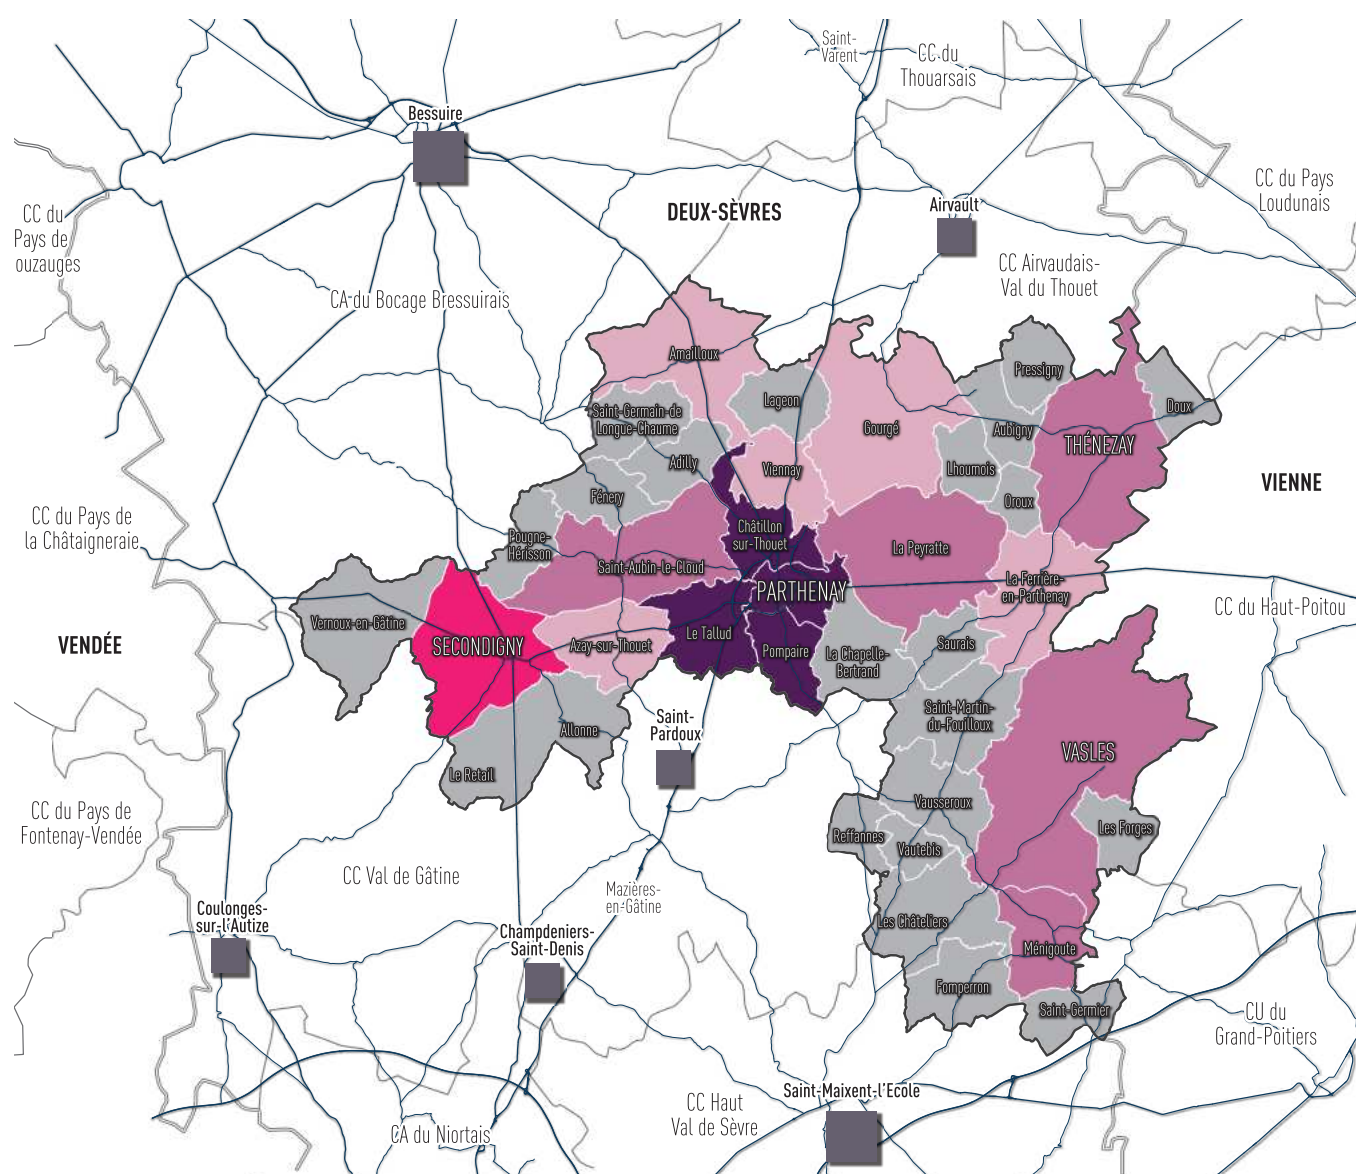 Saint-
Varent
CC du
Thouarsais
Bessuire
CC du Pays
Loudunais
Airvault
DEUX-SÈVRES
CC du
Pays de
ouzauges
CC Airvaudais-
Val du Thouet
CA du Bocage Bressuirais
Amailloux
Pressigny
Lageon
Doux
Saint-Germain-de
Longue-Chaume
Gourgé
Aubigny
THÉNEZAY
Adilly
Viennay
Lhoumois
VIENNE
Fénery
Oroux
CC du Pays de
la Châtaigneraie
Châtillon
sur-Thouet
Pougne-
Hérisson
La Peyratte
Saint-Aubin-le-Cloud
PARTHENAY
La Ferrière-
en-Parthenay
CC du Haut-Poitou
Vernoux-en-Gâtine
VENDÉE
SECONDIGNY
Azay-sur-Thouet
Le Tallud
Pompaire
La Chapelle-
Bertrand
Saurais
Saint-Martin-
du-Fouilloux
Allonne
Saint-
Pardoux
VASLES
Le Retail
CC du Pays de
Fontenay-Vendée
Vausseroux
Reffannes
Vautebis
Les Forges
CC Val de Gâtine
Mazières-
en-Gâtine
Coulonges-
sur-l'Autize
Les Châteliers
Champdeniers-
Saint-Denis
Ménigoute
Fomperron
Saint-Germier
CU du
Grand-Poitiers
Saint-Maixent-l'Ecole
CC Haut
Val de Sèvre
CA du Niortais